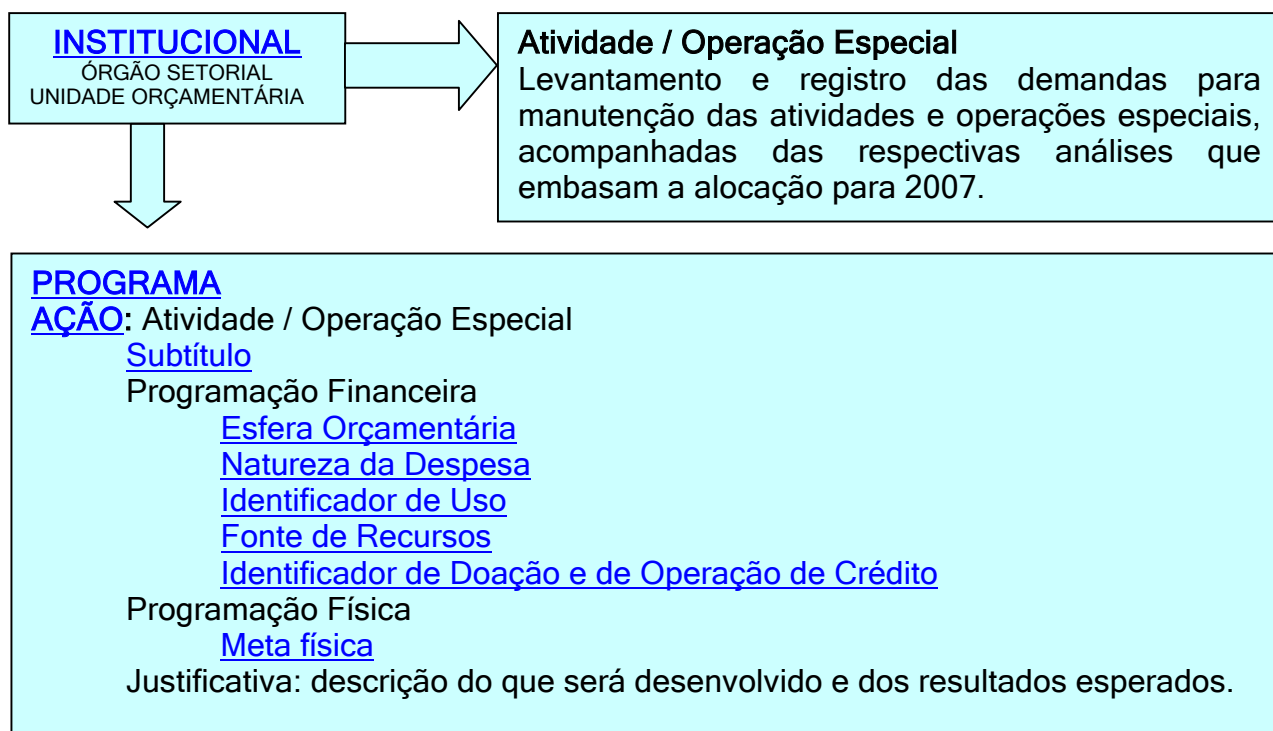 INSTITUCIONAL
ÓRGÃO SETORIAL
UNIDADE ORÇAMENTÁRIA
Atividade / Operação Especial
Levantamento e registro das demandas para
manutenção das atividades e operações especiais,
acompanhadas das respectivas análises que
embasam a alocação para 2007.
PROGRAMA
AÇÃO: Atividade / Operação Especial
Subtítulo
Programação Financeira
Esfera Orçamentária
Natureza da Despesa
Identificador de Uso
Fonte de Recursos
Identificador de Doação e de Operação de Crédito
Programação Física
Meta física
Justificativa: descrição do que será desenvolvido e dos resultados esperados.